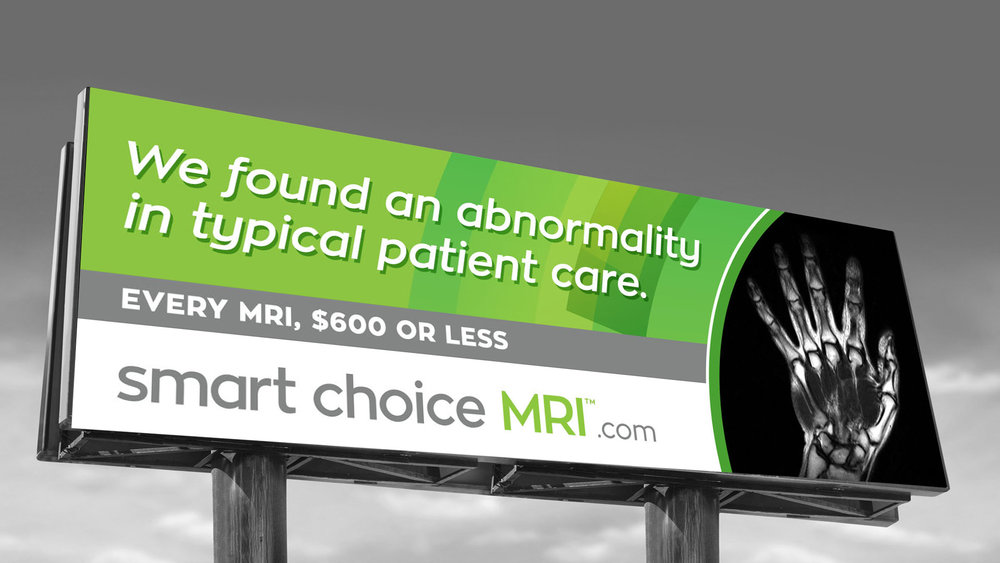 We found an abnormality
in typical patient care.
EVERY MRI, $600 OR LESS
smart choice MRI™.com